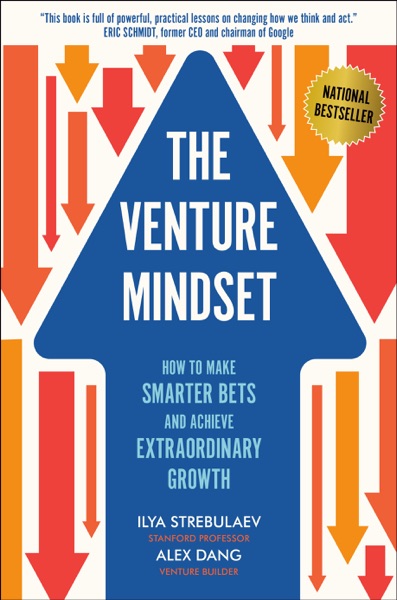 "This book is full of powerful, practical lessons on changing how we think and act."
ERIC SCHMIDT, former CEO and chairman of Google
NATIONAL
BESTSELLER
THE
VENTURE
MINDSET
HOW TO MAKE
SMARTER BETS
AND ACHIEVE
EXTRAORDINARY
GROWTH
ILYA STREBULAEV
STANFORD PROFESSOR
ALEX DANG
VENTURE BUILDER